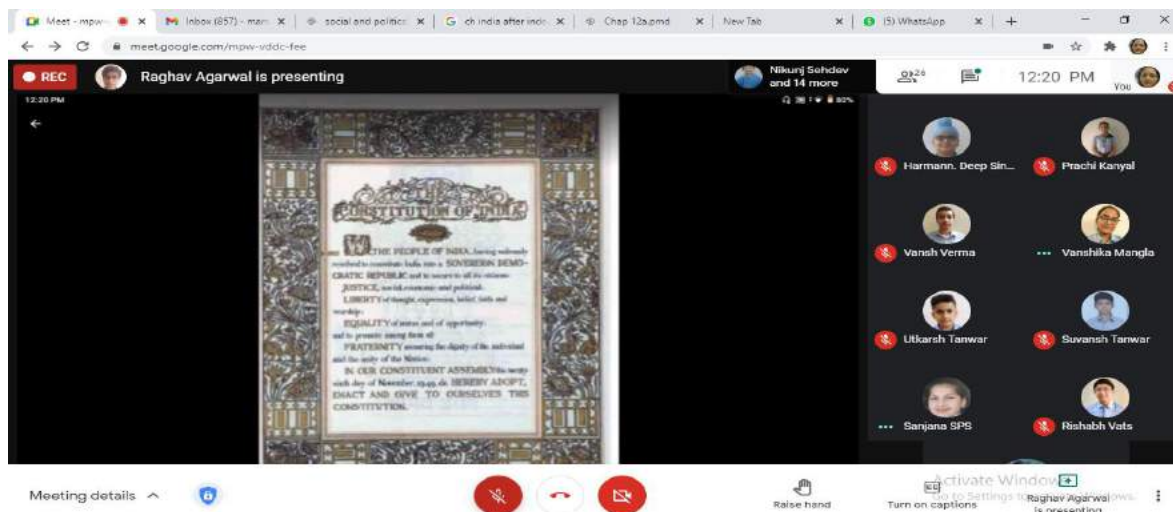 Meet - mpw-
Inbox (857) - mans
social and politica
ch india after inde
Chap 12a.pmd
New Tab
(5) WhatsApp
meet.google.com/mpw-vddc-fee
REC
Raghav Agarwal is presenting
Nikunj Sehdev
and 14 more
26
12:20 PM
You
12:20 PM
80%
THE
CONSTITUTION OF INDIA
WE, THE PEOPLE OF INDIA, having solemnly
resolved to constitute India into a SOVEREIGN DEMO-
CRATIC REPUBLIC and to secure to all its citizens:
JUSTICE, social, economic and political;
LIBERTY of thought, expression, belief, faith and
worship;
EQUALITY of status and of opportunity;
and to promote among them all
FRATERNITY assuring the dignity of the individual
and the unity of the Nation;
IN OUR CONSTITUENT ASSEMBLY this twenty
sixth day of November, 1949, do HEREBY ADOPT,
ENACT AND GIVE TO OURSELVES THIS
CONSTITUTION.
Harmann. Deep Sin...
Prachi Kanyal
Vansh Verma
Vanshika Mangla
Utkarsh Tanwar
Suvansh Tanwar
Sanjana SPS
Rishabh Vats
Meeting details
Raise hand
Turn on captions
Raghav Agarwal
is presenting
Activate Windows
Go to Settings to activate Windows.